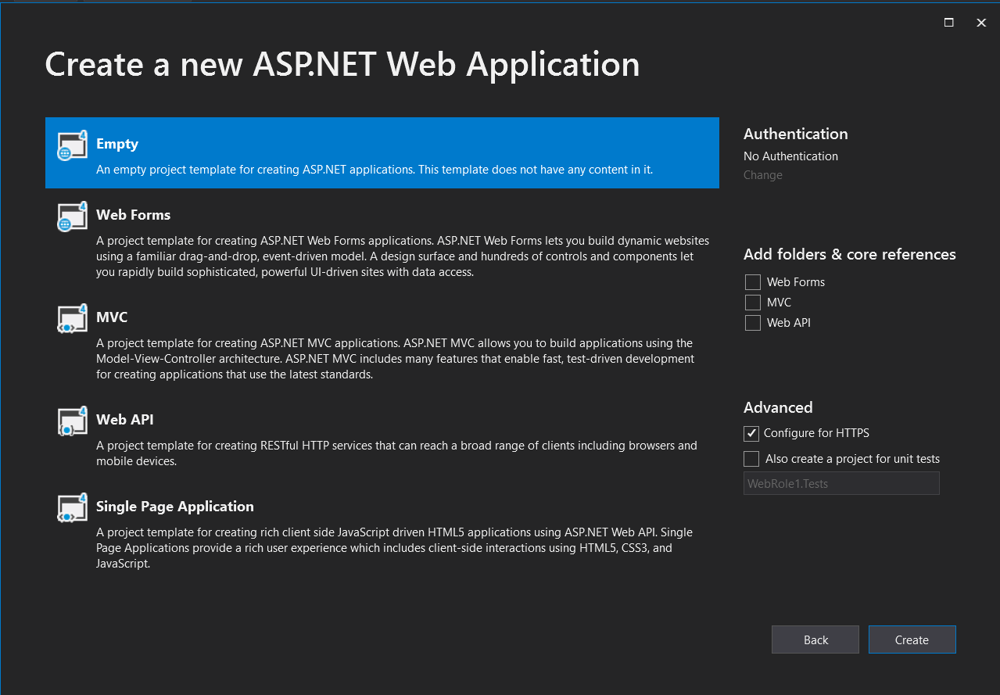 Create a new ASP.NET Web Application
Empty
An empty project template for creating ASP.NET applications. This template does not have any content in it.
Web Forms
A project template for creating ASP.NET Web Forms applications. ASP.NET Web Forms lets you build dynamic websites
using a familiar drag-and-drop, event-driven model. A design surface and hundreds of controls and components let
you rapidly build sophisticated, powerful UI-driven sites with data access.
MVC
A project template for creating ASP.NET MVC applications. ASP.NET MVC allows you to build applications using the
Model-View-Controller architecture. ASP.NET MVC includes many features that enable fast, test-driven development
for creating applications that use the latest standards.
Web API
A project template for creating RESTful HTTP services that can reach a broad range of clients including browsers and
mobile devices.
Single Page Application
A project template for creating rich client side JavaScript driven HTML5 applications using ASP.NET Web API. Single
Page Applications provide a rich user experience which includes client-side interactions using HTML5, CSS3, and
JavaScript.
Authentication
No Authentication
Change
Add folders & core references
Web Forms
MVC
Web API
Advanced
Configure for HTTPS
Also create a project for unit tests
WebRole1.Tests
Back
Create